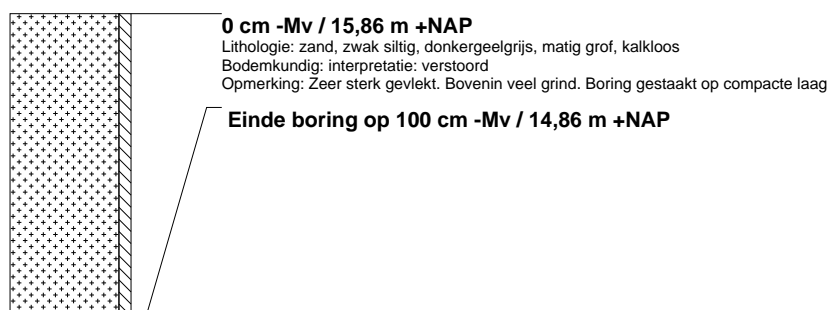 0 cm -Mv / 15,86 m +NAP
Lithologie: zand, zwak siltig, donkergeelgrijs, matig grof, kalkloos
Bodemkundig: interpretatie: verstoord
Opmerking: Zeer sterk gevlekt. Bovenin veel grind. Boring gestaakt op compacte laag
Einde boring op 100 cm -Mv / 14,86 m +NAP